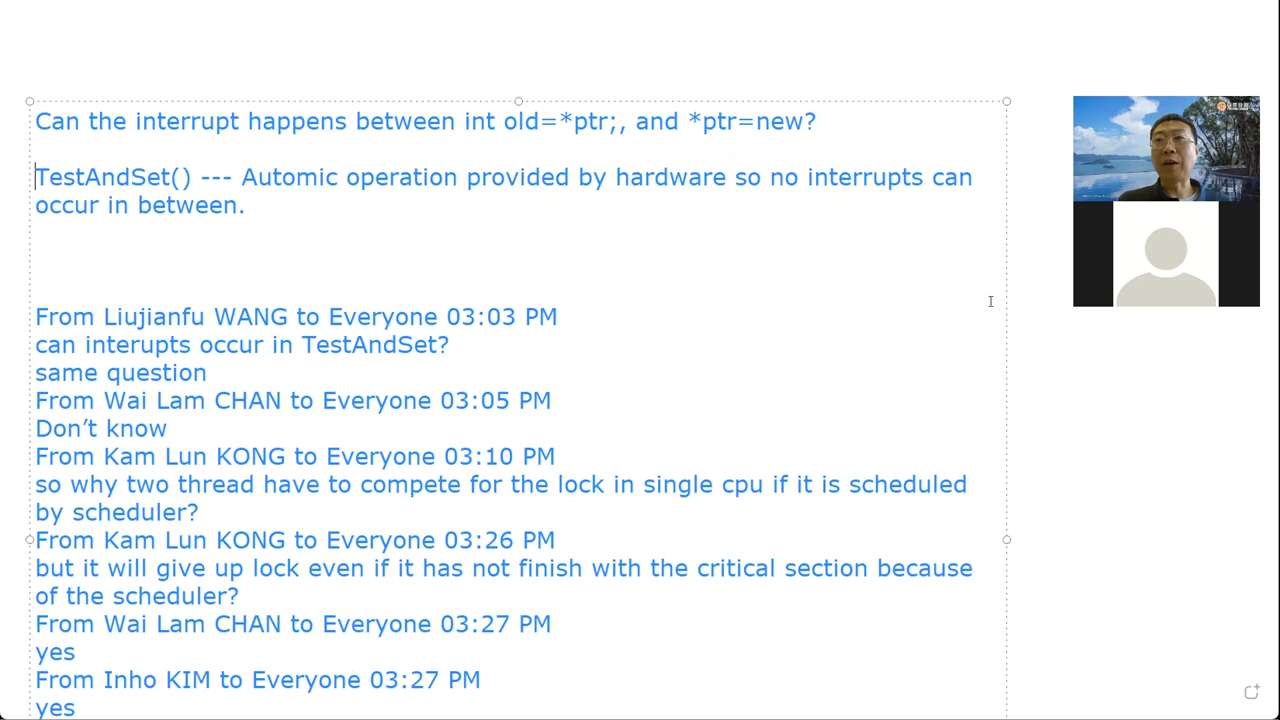 Can the interrupt happens between int old=*ptr;, and *ptr=new?
TestAndSet() --- Automic operation provided by hardware so no interrupts can
occur in between.
From Liujianfu WANG to Everyone 03:03 PM
can interupts occur in TestAndSet?
same question
From Wai Lam CHAN to Everyone 03:05 PM
Don’t know
From Kam Lun KONG to Everyone 03:10 PM
so why two thread have to compete for the lock in single cpu if it is scheduled
by scheduler?
From Kam Lun KONG to Everyone 03:26 PM
but it will give up lock even if it has not finish with the critical section because
of the scheduler?
From Wai Lam CHAN to Everyone 03:27 PM
yes
From Inho KIM to Everyone 03:27 PM
yes